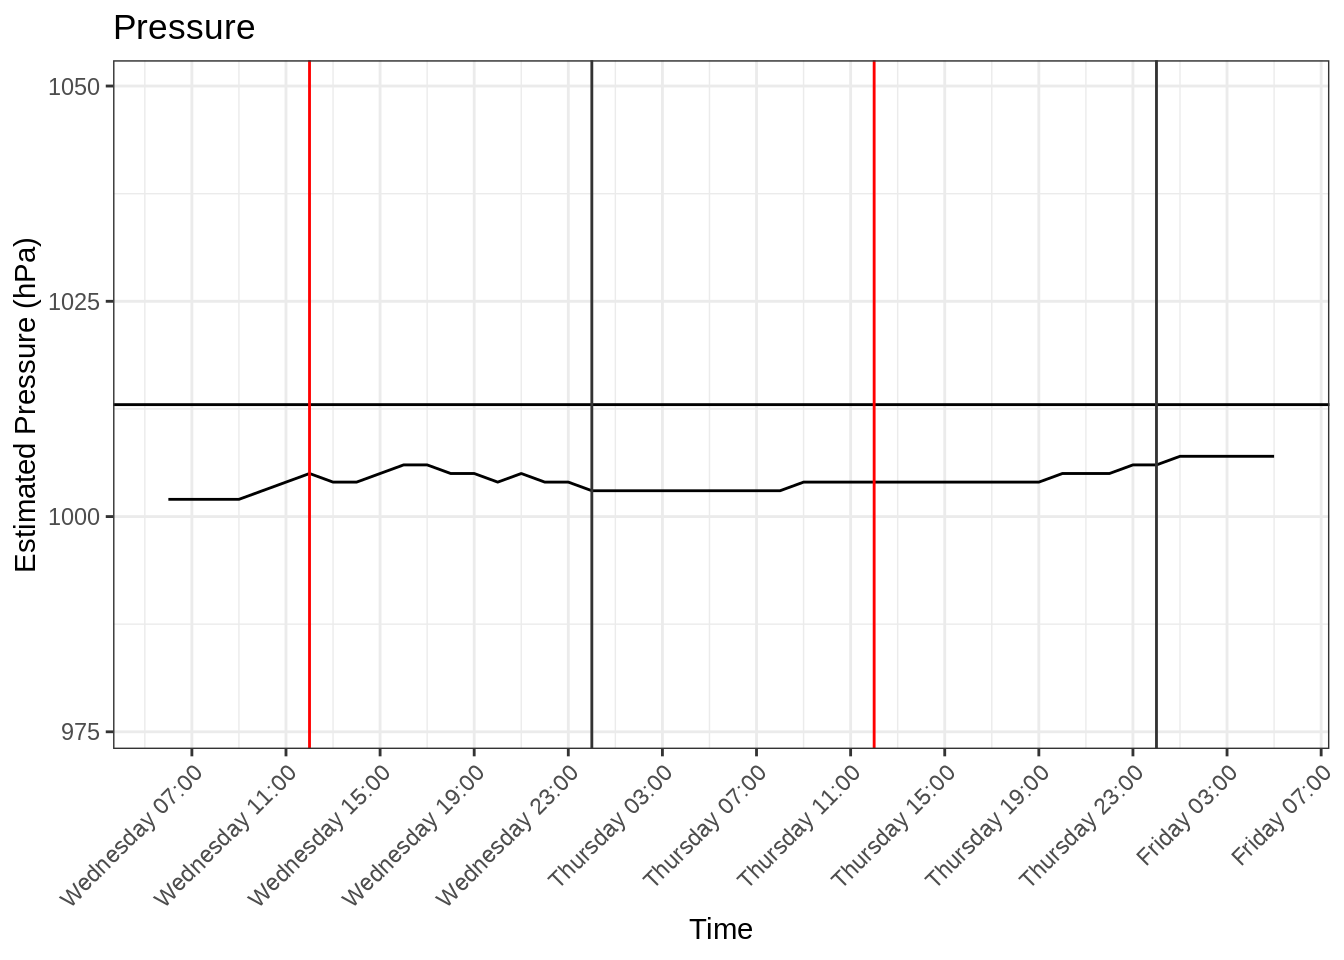 Pressure
Estimated Pressure (hPa)
1050
1025
1000
975
Wednesday 07:00
Wednesday 11:00
Wednesday 15:00
Wednesday 19:00
Wednesday 23:00
Thursday 03:00
Thursday 07:00
Thursday 11:00
Thursday 15:00
Thursday 19:00
Thursday 23:00
Friday 03:00
Friday 07:00
Time